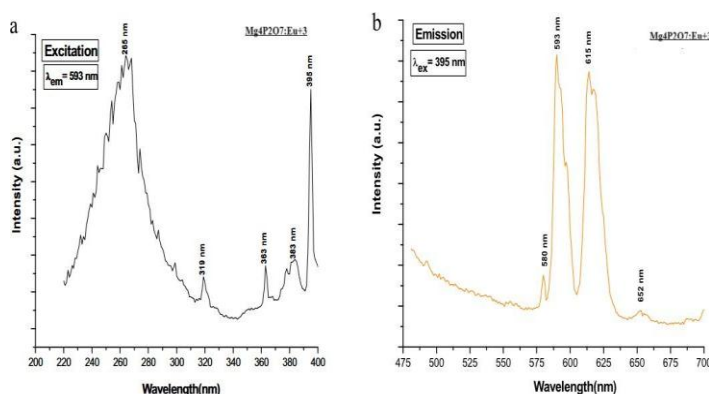 a
Mg4P2O7:Eu+3
Excitation
λem= 593 nm
265 nm
395 nm
319 nm
363 nm
383 nm
Intensity (a.u.)
200 220 240 260 280 300 320 340 360 380 400
Wavelength(nm)
b
Mg4P2O7:Eu+3
Emission
λex= 395 nm
593 nm
615 nm
580 nm
652 nm
Intensity (a.u.)
475 500 525 550 575 600 625 650 675 700
Wavelength(nm)